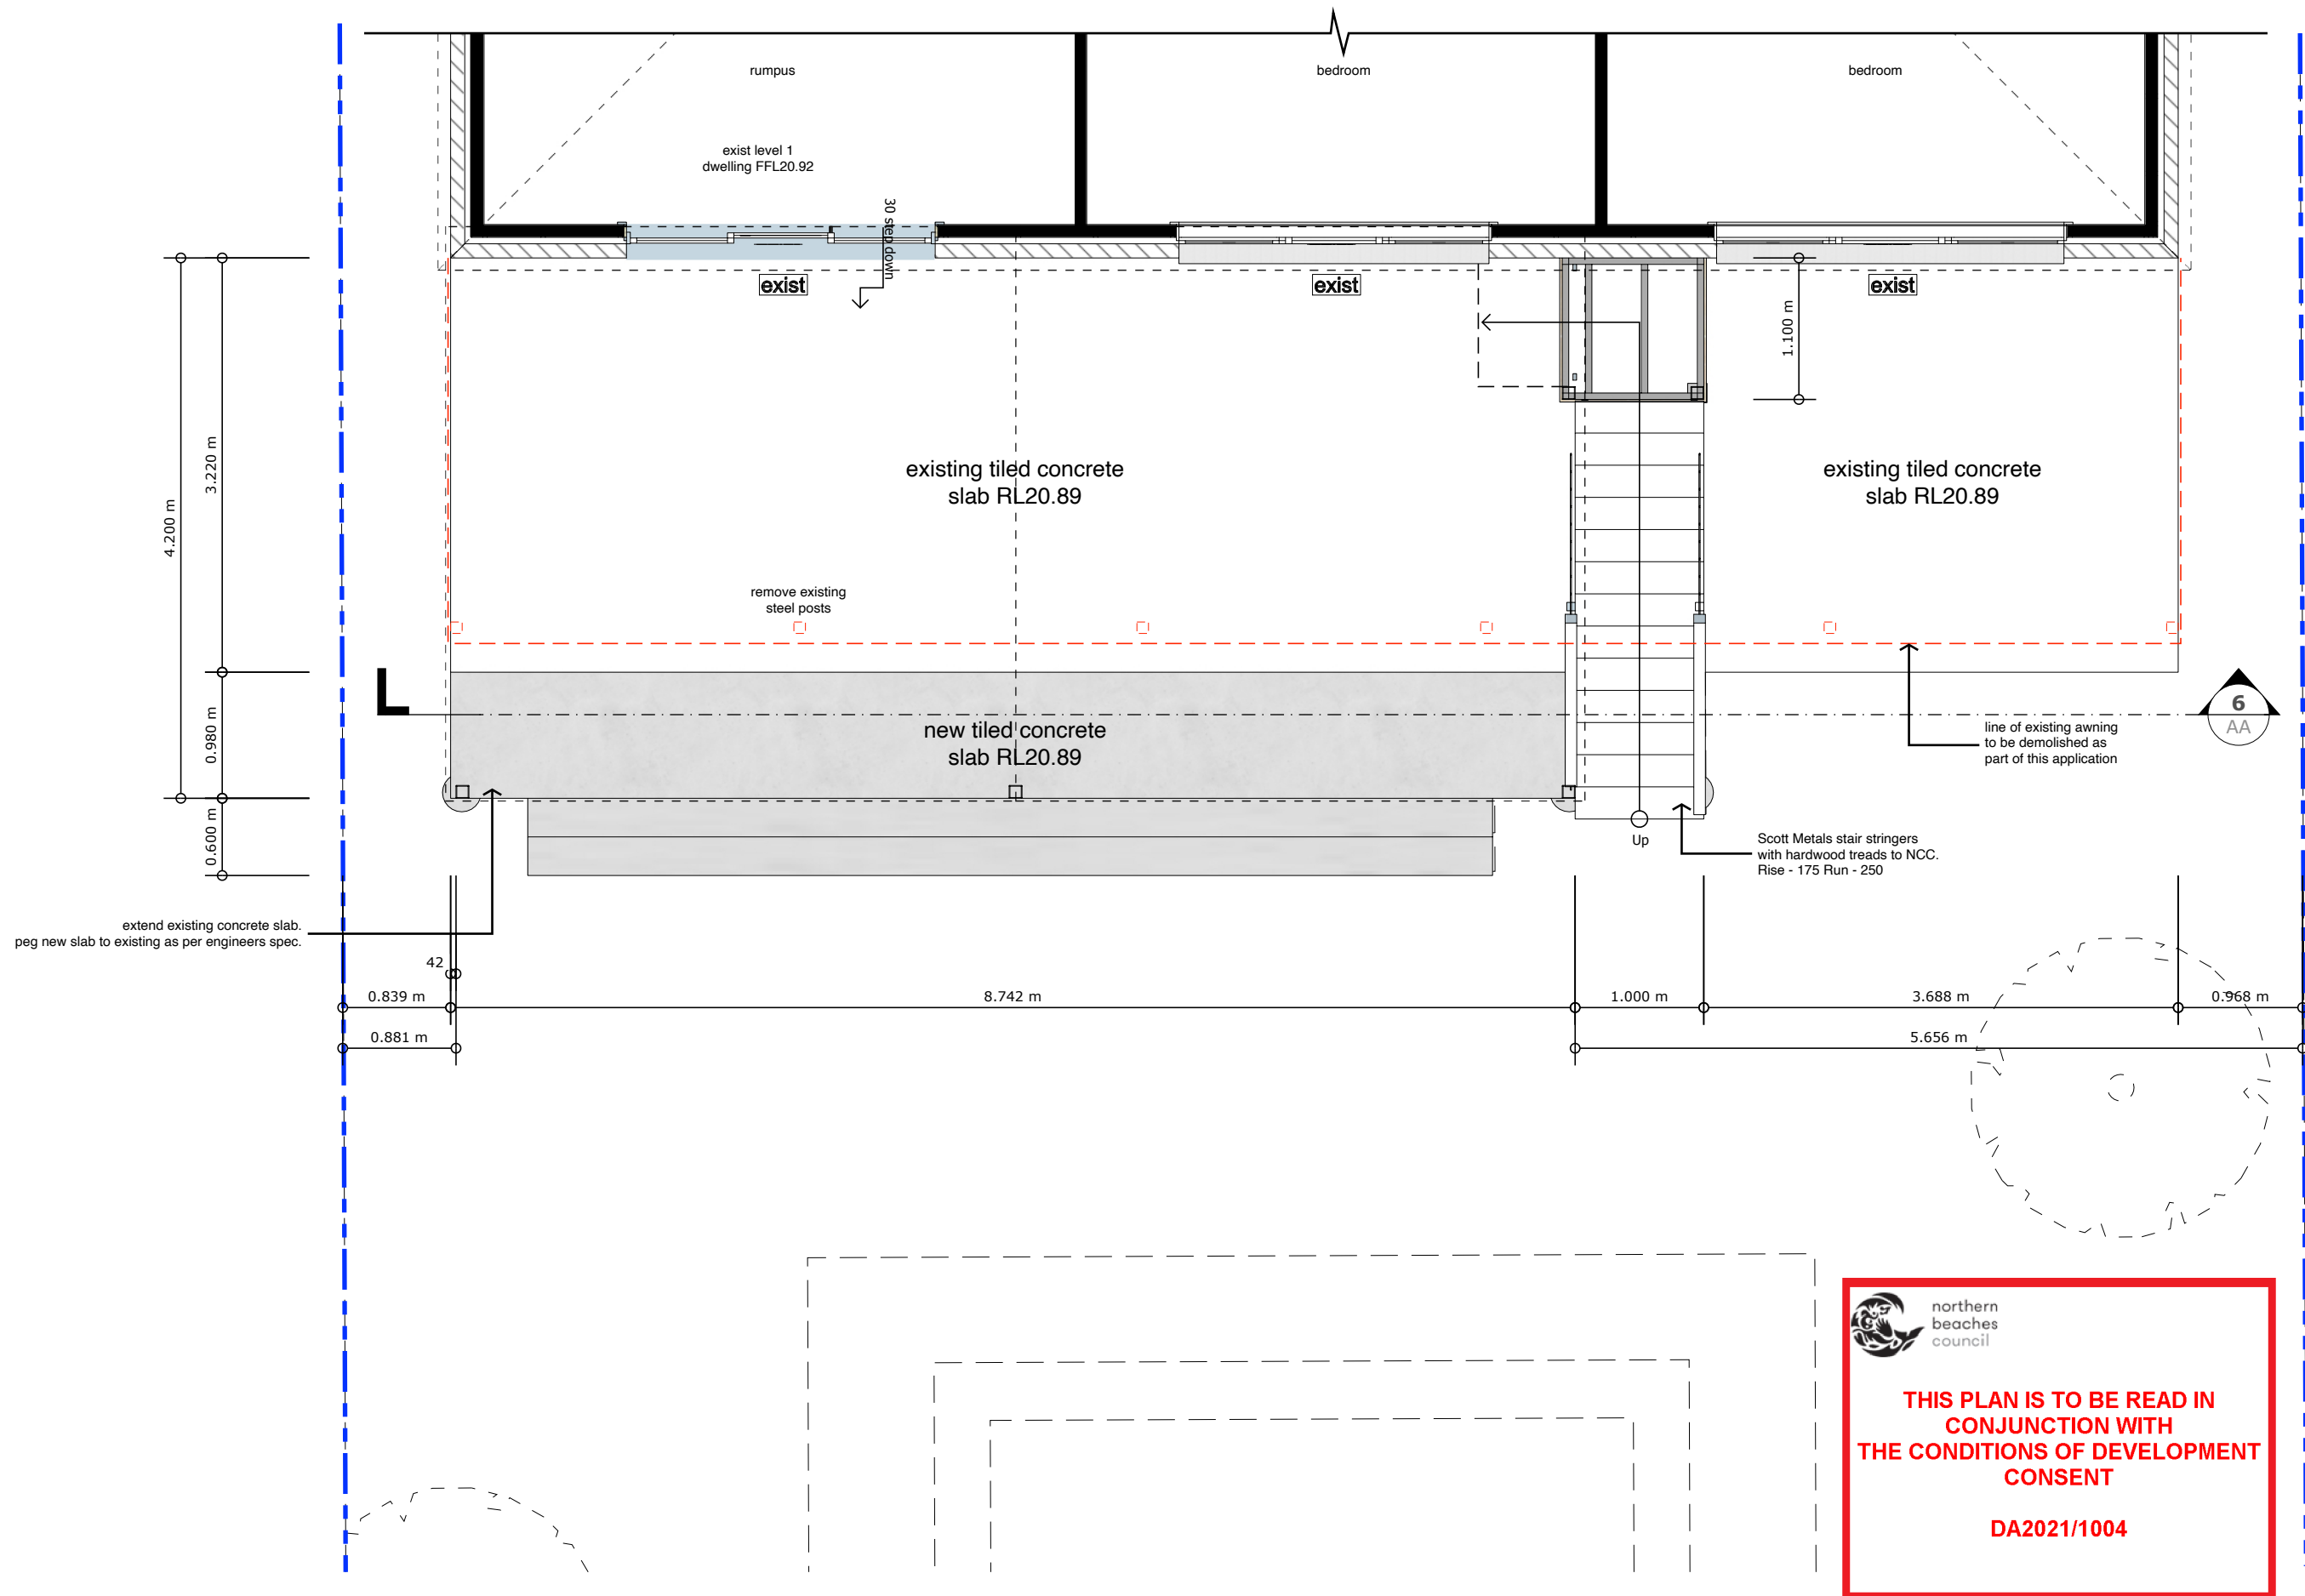 rumpus
bedroom
bedroom
exist level 1
dwelling FFL20.92
30 step down
exist
exist
exist
1.100 m
3.220 m
4.200 m
existing tiled concrete
slab RL20.89
existing tiled concrete
slab RL20.89
remove existing
steel posts
0.980 m
new tiled concrete
slab RL20.89
6
AA
line of existing awning
to be demolished as
part of this application
0.600 m
Up
Scott Metals stair stringers
with hardwood treads to NCC.
Rise - 175 Run - 250
extend existing concrete slab.
peg new slab to existing as per engineers spec.
42
0.839 m
8.742 m
1.000 m
3.688 m
0.968 m
0.881 m
5.656 m
northern
beaches
council
THIS PLAN IS TO BE READ IN
CONJUNCTION WITH
THE CONDITIONS OF DEVELOPMENT
CONSENT
DA2021/1004